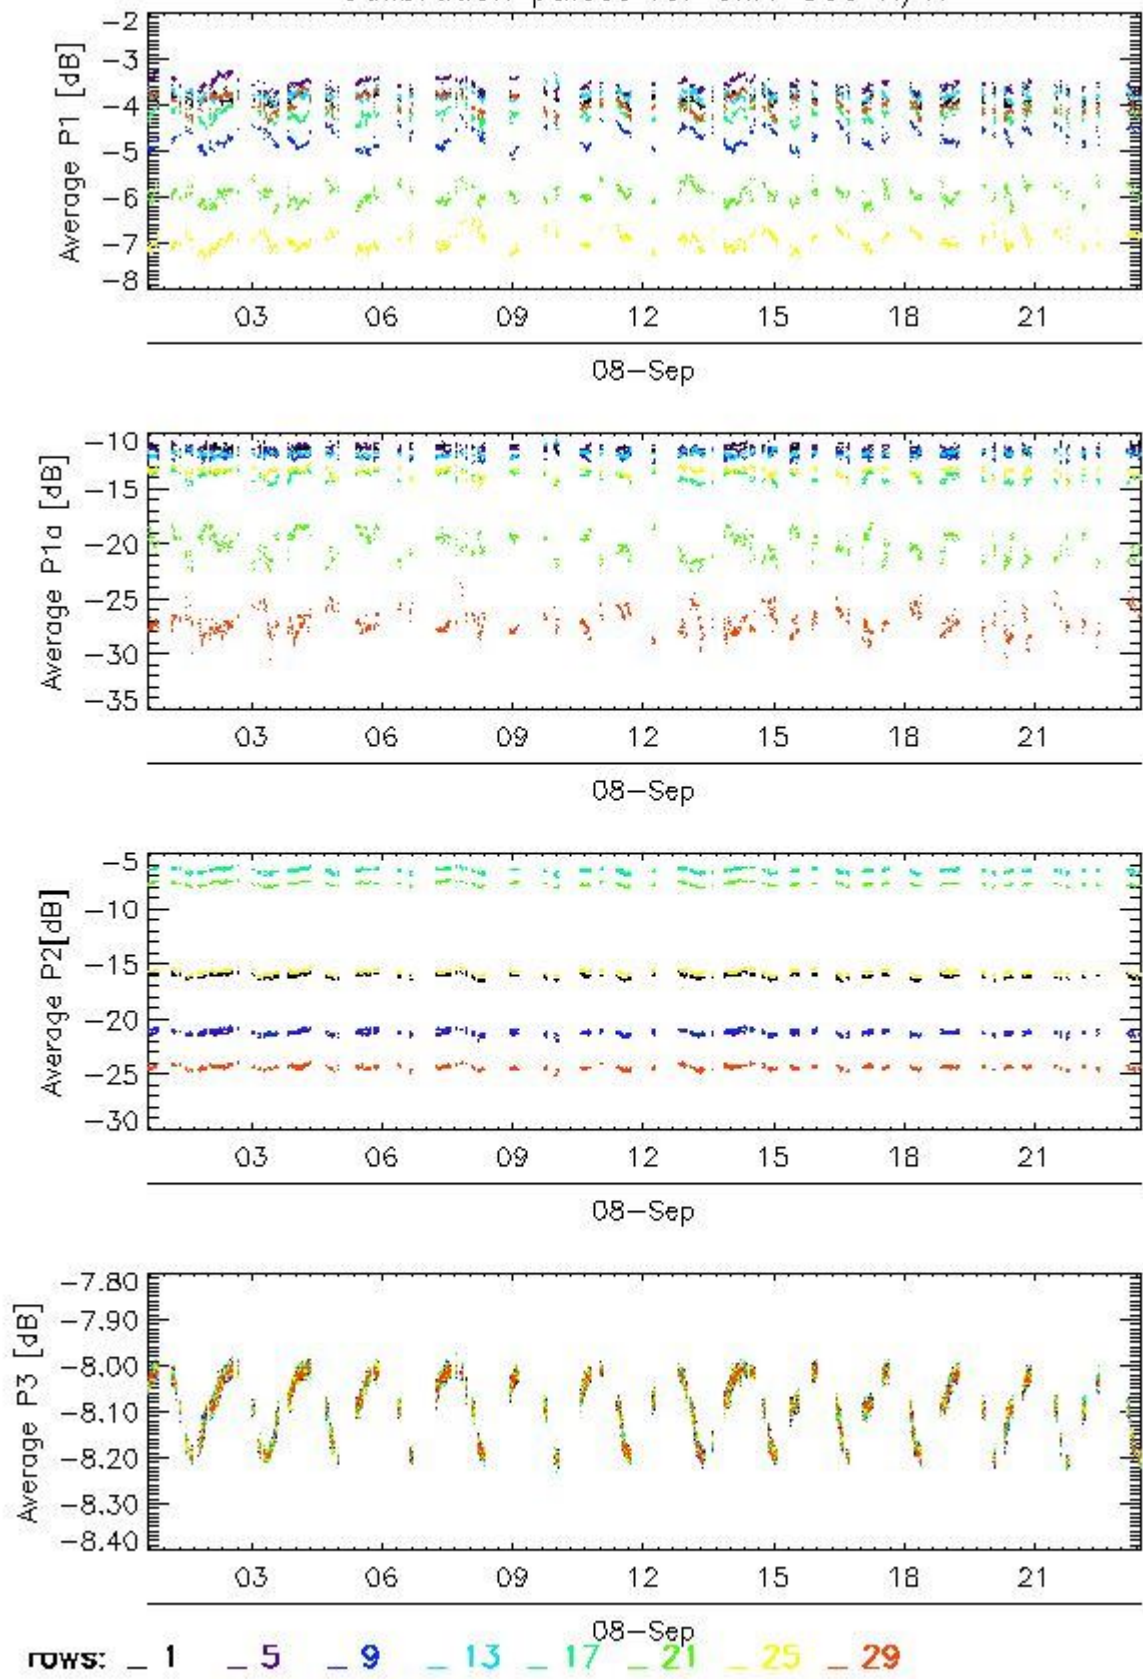 Average P1 [dB]
-2
-3
-4
-5
-6
-7
-8
03 06 09 12 15 18 21
08-Sep
Average P1a [dB]
-10
-15
-20
-25
-30
-35
03 06 09 12 15 18 21
08-Sep
Average P2[dB]
-5
-10
-15
-20
-25
-30
03 06 09 12 15 18 21
08-Sep
Average P3 [dB]
-7.80
-7.90
-8.00
-8.10
-8.20
-8.30
-8.40
03 06 09 12 15 18 21
08-Sep
rows: _ 1 _ 5 _ 9 _ 13 _ 17 _ 21 _ 25 _ 29